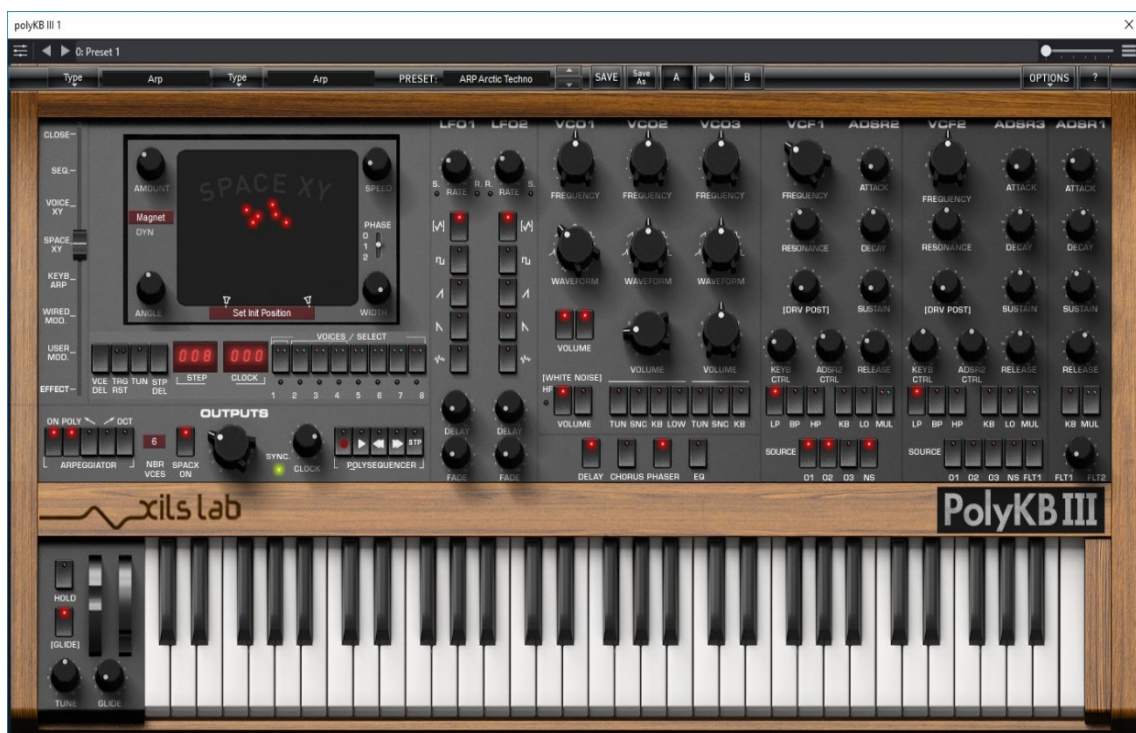 polyKB III 1
0: Preset 1
Type Arp Type Arp PRESET: ARP Arctic Techno SAVE Save As A B OPTIONS ?
CLOSE
SEQ.
VOICE XY
SPACE XY
KEYB ARP
WIRED MOD.
USER MOD.
EFFECT
AMOUNT
Magnet
DYN
ANGLE
SPACE XY
SPEED
PHASE
0
1
2
WIDTH
Set Init Position
VOICES / SELECT
VCE DEL TRG RST TUN STP DEL
008 STEP
000 CLOCK
1 2 3 4 5 6 7 8
ON POLY OCT
ARPEGGIATOR
6
NBR VCES
SPACX ON
OUTPUTS
SYNC.
CLOCK
STP
POLYSEQUENCER
LFO1 LFO2
S. RATE R. R. RATE S.
DELAY DELAY
FADE FADE
VCO1 VCO2 VCO3
FREQUENCY FREQUENCY FREQUENCY
WAVEFORM WAVEFORM WAVEFORM
VOLUME VOLUME VOLUME
[WHITE NOISE]
HF
VOLUME TUN SNC KB LOW TUN SNC KB
DELAY CHORUS PHASER EQ
VCF1 ADSR2
FREQUENCY ATTACK
RESONANCE DECAY
[DRV POST] SUSTAIN
KEYB CTRL ADSR2 CTRL RELEASE
LP BP HP KB LO MUL
SOURCE
O1 O2 O3 NS
VCF2 ADSR3
FREQUENCY ATTACK
RESONANCE DECAY
[DRV POST] SUSTAIN
KEYB CTRL ADSR2 CTRL RELEASE
LP BP HP KB LO MUL
SOURCE
O1 O2 O3 NS FLT1
ADSR1
ATTACK
DECAY
SUSTAIN
RELEASE
KB MUL
FLT1 FLT2
xils lab
PolyKB III
HOLD
[GLIDE]
TUNE GLIDE